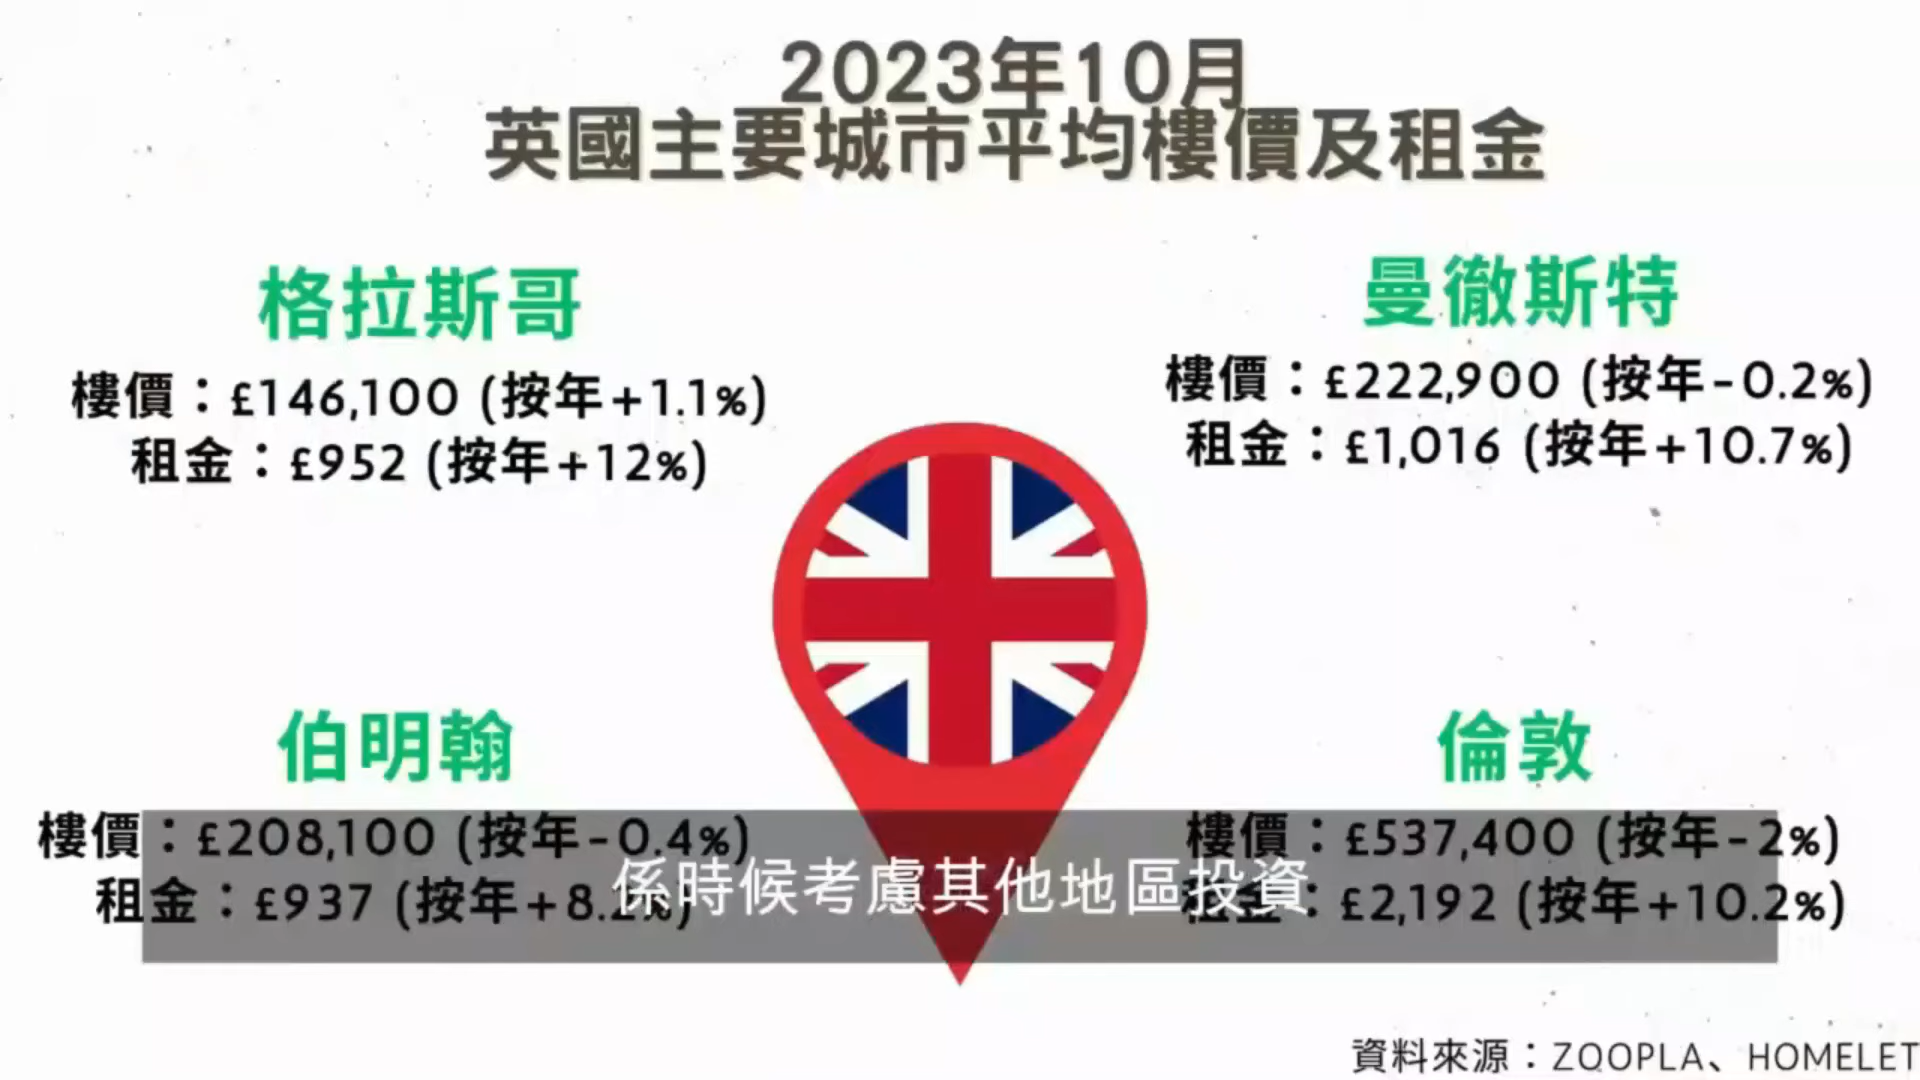 2023年10月
英國主要城市平均樓價及租金
格拉斯哥
樓價：£146,100 (按年+1.1%)
租金：£952 (按年+12%)
曼徹斯特
樓價：£222,900 (按年-0.2%)
租金：£1,016 (按年+10.7%)
伯明翰
樓價：£208,100 (按年-0.4%)
租金：£937 (按年+8.2%)
倫敦
樓價：£537,400 (按年-2%)
租金：£2,192 (按年+10.2%)
係時候考慮其他地區投資
資料來源：ZOOPLA、HOMELET